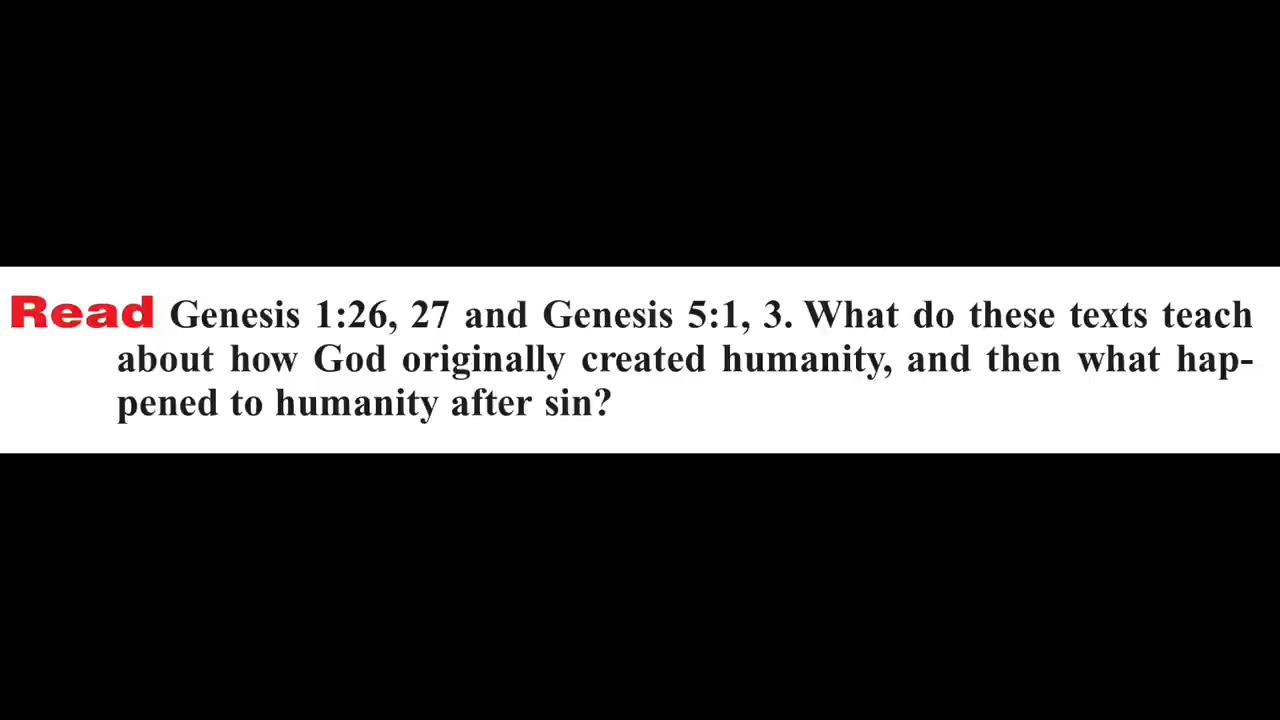 Read Genesis 1:26, 27 and Genesis 5:1, 3. What do these texts teach
about how God originally created humanity, and then what hap-
pened to humanity after sin?